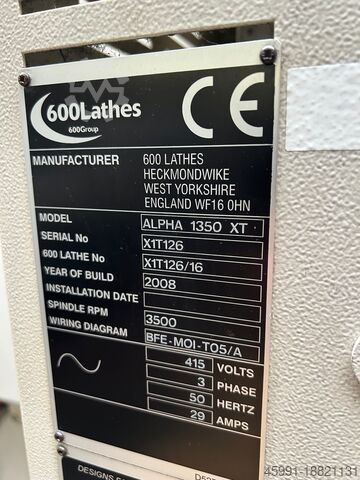 600Lathes
600Group
CE
MANUFACTURER 600 LATHES
HECKMONDWIKE
WEST YORKSHIRE
ENGLAND WF16 0HN
MODEL ALPHA 1350 XT
SERIAL No X1T126
600 LATHE No X1T126/16
YEAR OF BUILD 2008
INSTALLATION DATE
SPINDLE RPM 3500
WIRING DIAGRAM BFE-MOI-TO5/A
415 VOLTS
3 PHASE
50 HERTZ
29 AMPS
DESIGNS
45991-18821131